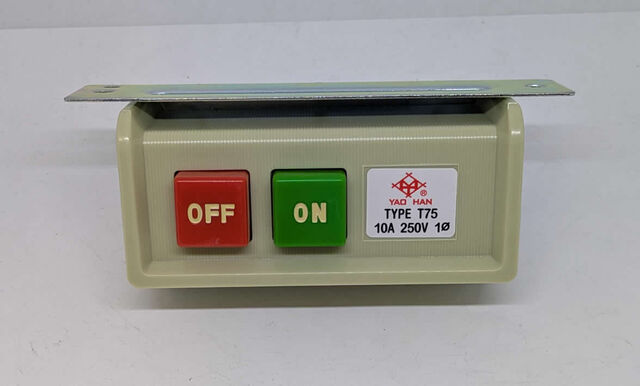 OFF
ON
®
YAO HAN
TYPE T75
10A 250V 1Ø